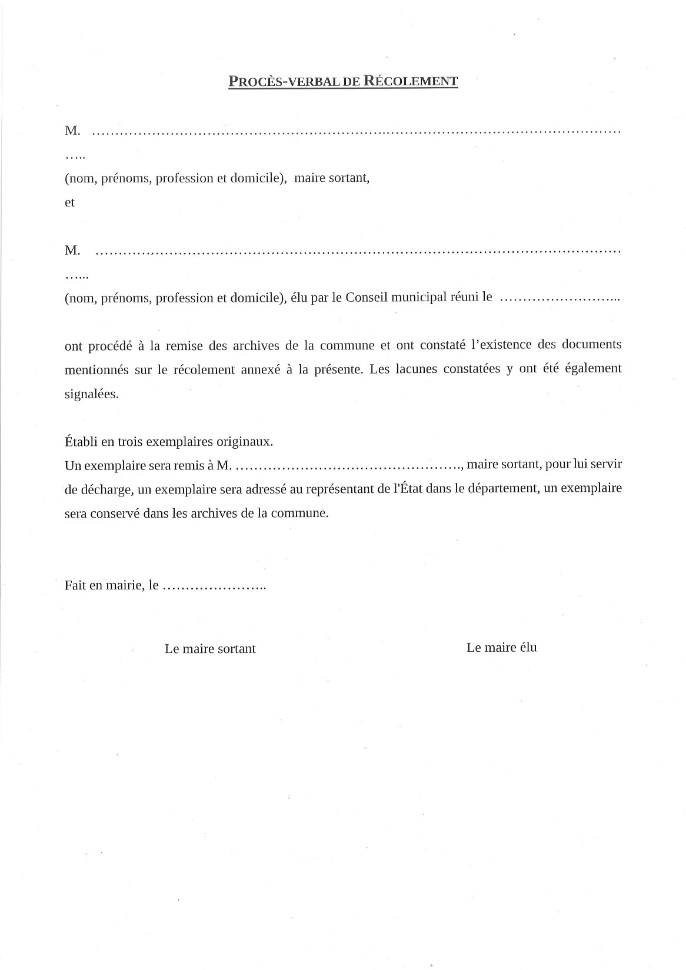 PROCÈS-VERBAL DE RÉCOLEMENT
M. ……………………………………………………………………………………………………
…..
(nom, prénoms, profession et domicile), maire sortant,
et
M. ……………………………………………………………………………………………………
…...
(nom, prénoms, profession et domicile), élu par le Conseil municipal réuni le ……………………...
ont procédé à la remise des archives de la commune et ont constaté l’existence des documents
mentionnés sur le récolement annexé à la présente. Les lacunes constatées y ont été également
signalées.
Établi en trois exemplaires originaux.
Un exemplaire sera remis à M. …………………………………………., maire sortant, pour lui servir
de décharge, un exemplaire sera adressé au représentant de l'État dans le département, un exemplaire
sera conservé dans les archives de la commune.
Fait en mairie, le …………………..
Le maire sortant
Le maire élu